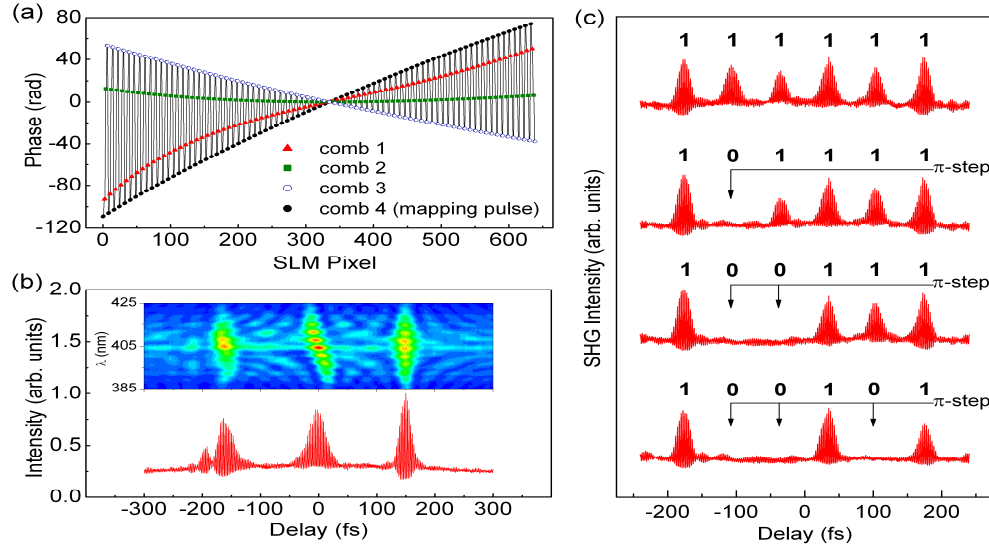 (a)
80
40
0
-40
-80
-120
Phase (rad)
comb 1
comb 2
comb 3
comb 4 (mapping pulse)
0 100 200 300 400 500 600
SLM Pixel
(b)
2.0
1.5
1.0
0.5
0.0
Intensity (arb. units)
425
405
385
λ (nm)
-300 -200 -100 0 100 200 300
Delay (fs)
(c)
SHG Intensity (arb. units)
1 1 1 1 1 1
1 0 1 1 1 1
π-step
1 0 0 1 1 1
π-step
1 0 0 1 0 1
π-step
-200 -100 0 100 200
Delay (fs)